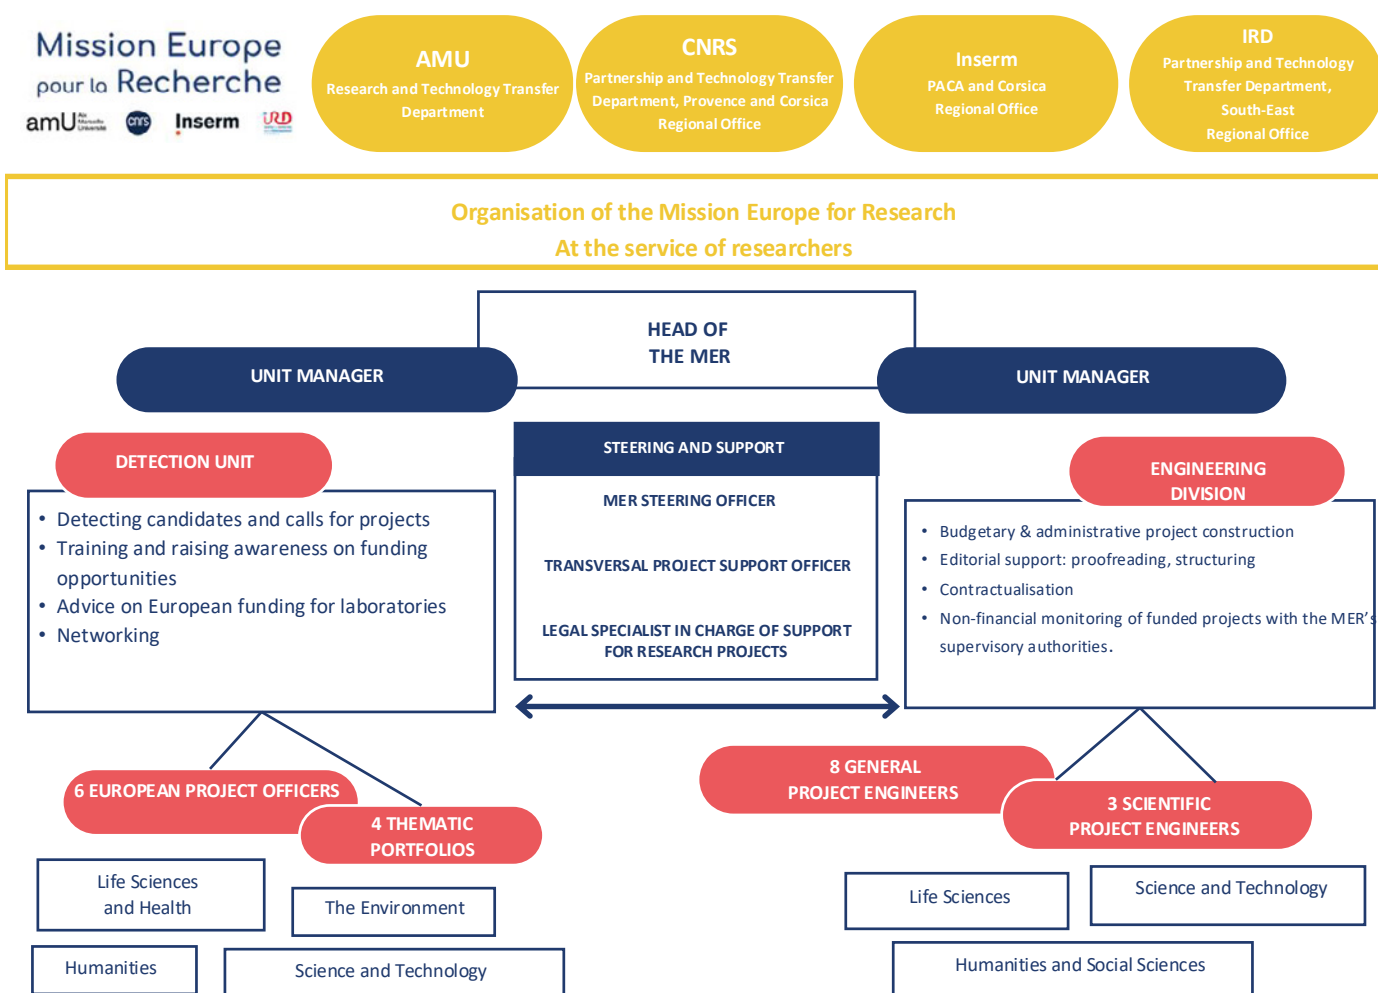 Mission Europe
pour la Recherche
amU Aix Marseille Université
cnrs
Inserm
IRD
AMU
Research and Technology Transfer
Department
CNRS
Partnership and Technology Transfer
Department, Provence and Corsica
Regional Office
Inserm
PACA and Corsica
Regional Office
IRD
Partnership and Technology
Transfer Department,
South-East
Regional Office
Organisation of the Mission Europe for Research
At the service of researchers
HEAD OF
THE MER
UNIT MANAGER
UNIT MANAGER
DETECTION UNIT
• Detecting candidates and calls for projects
• Training and raising awareness on funding
opportunities
• Advice on European funding for laboratories
• Networking
STEERING AND SUPPORT
MER STEERING OFFICER
TRANSVERSAL PROJECT SUPPORT OFFICER
LEGAL SPECIALIST IN CHARGE OF SUPPORT
FOR RESEARCH PROJECTS
ENGINEERING
DIVISION
• Budgetary & administrative project construction
• Editorial support: proofreading, structuring
• Contractualisation
• Non-financial monitoring of funded projects with the MER's
supervisory authorities.
6 EUROPEAN PROJECT OFFICERS
4 THEMATIC
PORTFOLIOS
Life Sciences
and Health
The Environment
Humanities
Science and Technology
8 GENERAL
PROJECT ENGINEERS
3 SCIENTIFIC
PROJECT ENGINEERS
Life Sciences
Science and Technology
Humanities and Social Sciences